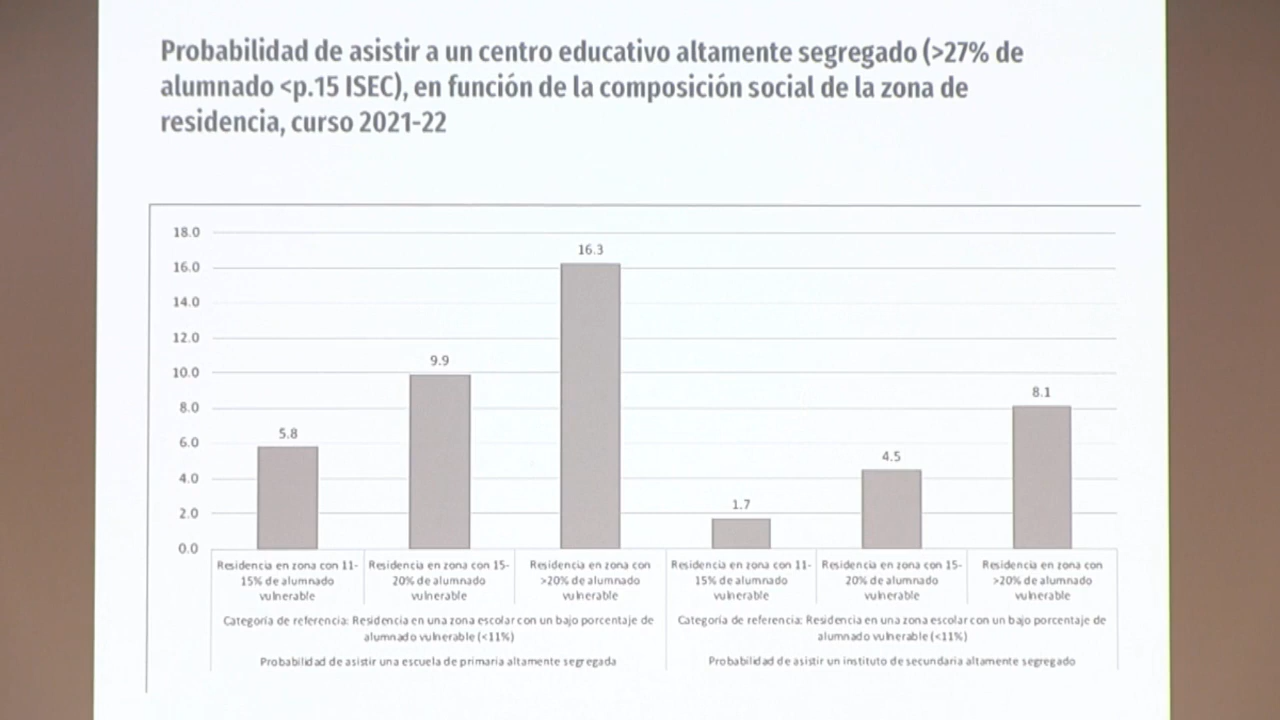 Probabilidad de asistir a un centro educativo altamente segregado (>27% de
alumnado <p.15 ISEC), en función de la composición social de la zona de
residencia, curso 2021-22
18.0
16.0
14.0
12.0
10.0
8.0
6.0
4.0
2.0
0.0
5.8
9.9
16.3
1.7
4.5
8.1
Residencia en zona con 11-
15% de alumnado
vulnerable
Residencia en zona con 15-
20% de alumnado
vulnerable
Residencia en zona con
>20% de alumnado
vulnerable
Residencia en zona con 11-
15% de alumnado
vulnerable
Residencia en zona con 15-
20% de alumnado
vulnerable
Residencia en zona con
>20% de alumnado
vulnerable
Categoría de referencia: Residencia en una zona escolar con un bajo porcentaje de
alumnado vulnerable (<11%)
Categoría de referencia: Residencia en una zona escolar con un bajo porcentaje de
alumnado vulnerable (<11%)
Probabilidad de asistir una escuela de primaria altamente segregada
Probabilidad de asistir un instituto de secundaria altamente segregado